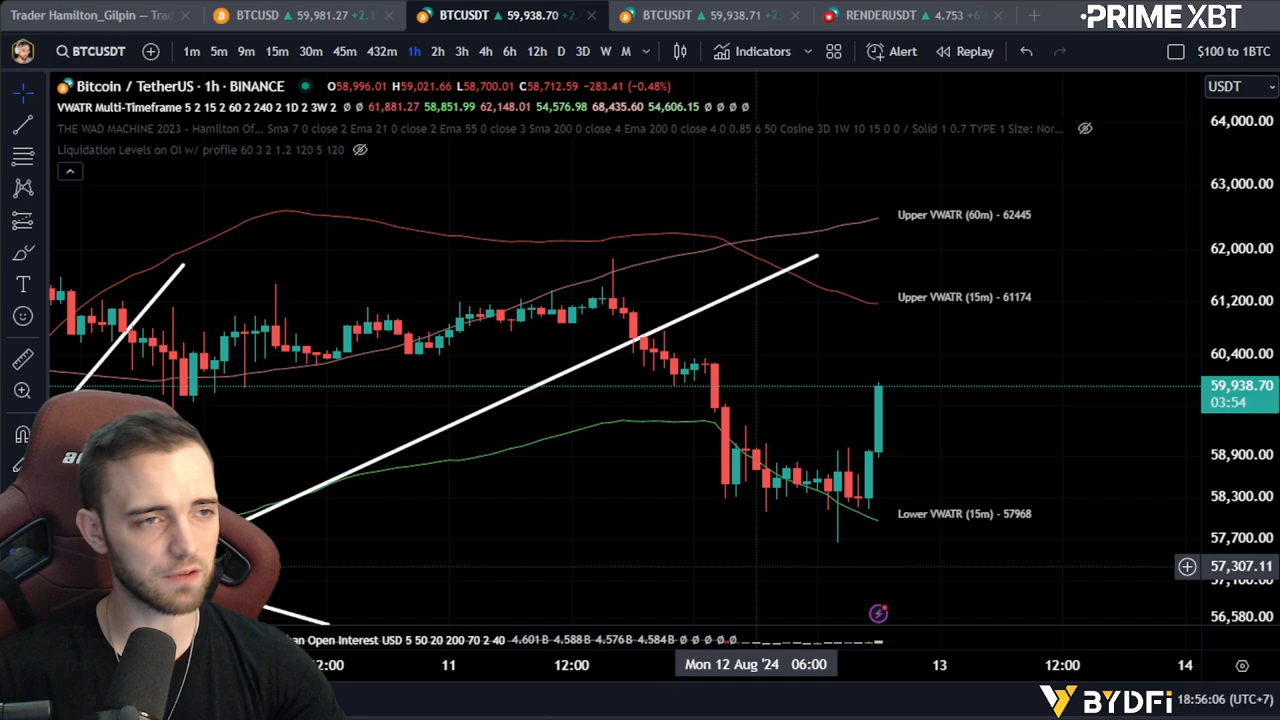 Trader Hamilton_Gilpin — Trad
BTCUSD ▲ 59,981.27 +2.1
BTCUSDT ▲ 59,938.70 +2.
BTCUSDT ▲ 59,938.71 +2
RENDERUSDT ▲ 4.753 +6.
PRIME XBT
BTCUSDT
1m 5m 9m 15m 30m 45m 432m 1h 2h 3h 4h 6h 12h D 3D W M
Indicators
Alert
Replay
$100 to 1BTC
Bitcoin / TetherUS · 1h · BINANCE O58,996.01 H59,021.66 L58,700.01 C58,712.59 −283.41 (−0.48%)
USDT
VWATR Multi-Timeframe 5 2 15 2 60 2 240 2 1D 2 3W 2 Ø Ø 61,881.27 58,851.99 62,148.01 54,576.98 68,435.60 54,606.15 Ø Ø Ø Ø
THE WAD MACHINE 2023 - Hamilton Of... Sma 7 0 close 2 Ema 21 0 close 2 Ema 55 0 close 3 Sma 200 0 close 4 Ema 200 0 close 4 0 0.85 6 50 Cosine 3D 1W 10 15 0 0 / Solid 1 0.7 TYPE 1 Size: Nor...
Liquidation Levels on OI w/ profile 60 3 2 1.2 120 5 120
64,000.00
63,000.00
Upper VWATR (60m) - 62445
62,000.00
Upper VWATR (15m) - 61174
61,200.00
60,400.00
59,938.70
03:54
58,900.00
58,300.00
Lower VWATR (15m) - 57968
57,700.00
57,307.11
56,580.00
an Open Interest USD 5 50 20 200 70 2 40 4.601B 4.588B 4.576B 4.584B Ø Ø Ø Ø Ø
2:00
11
12:00
Mon 12 Aug '24 06:00
13
12:00
14
BYDFi
18:56:06 (UTC+7)